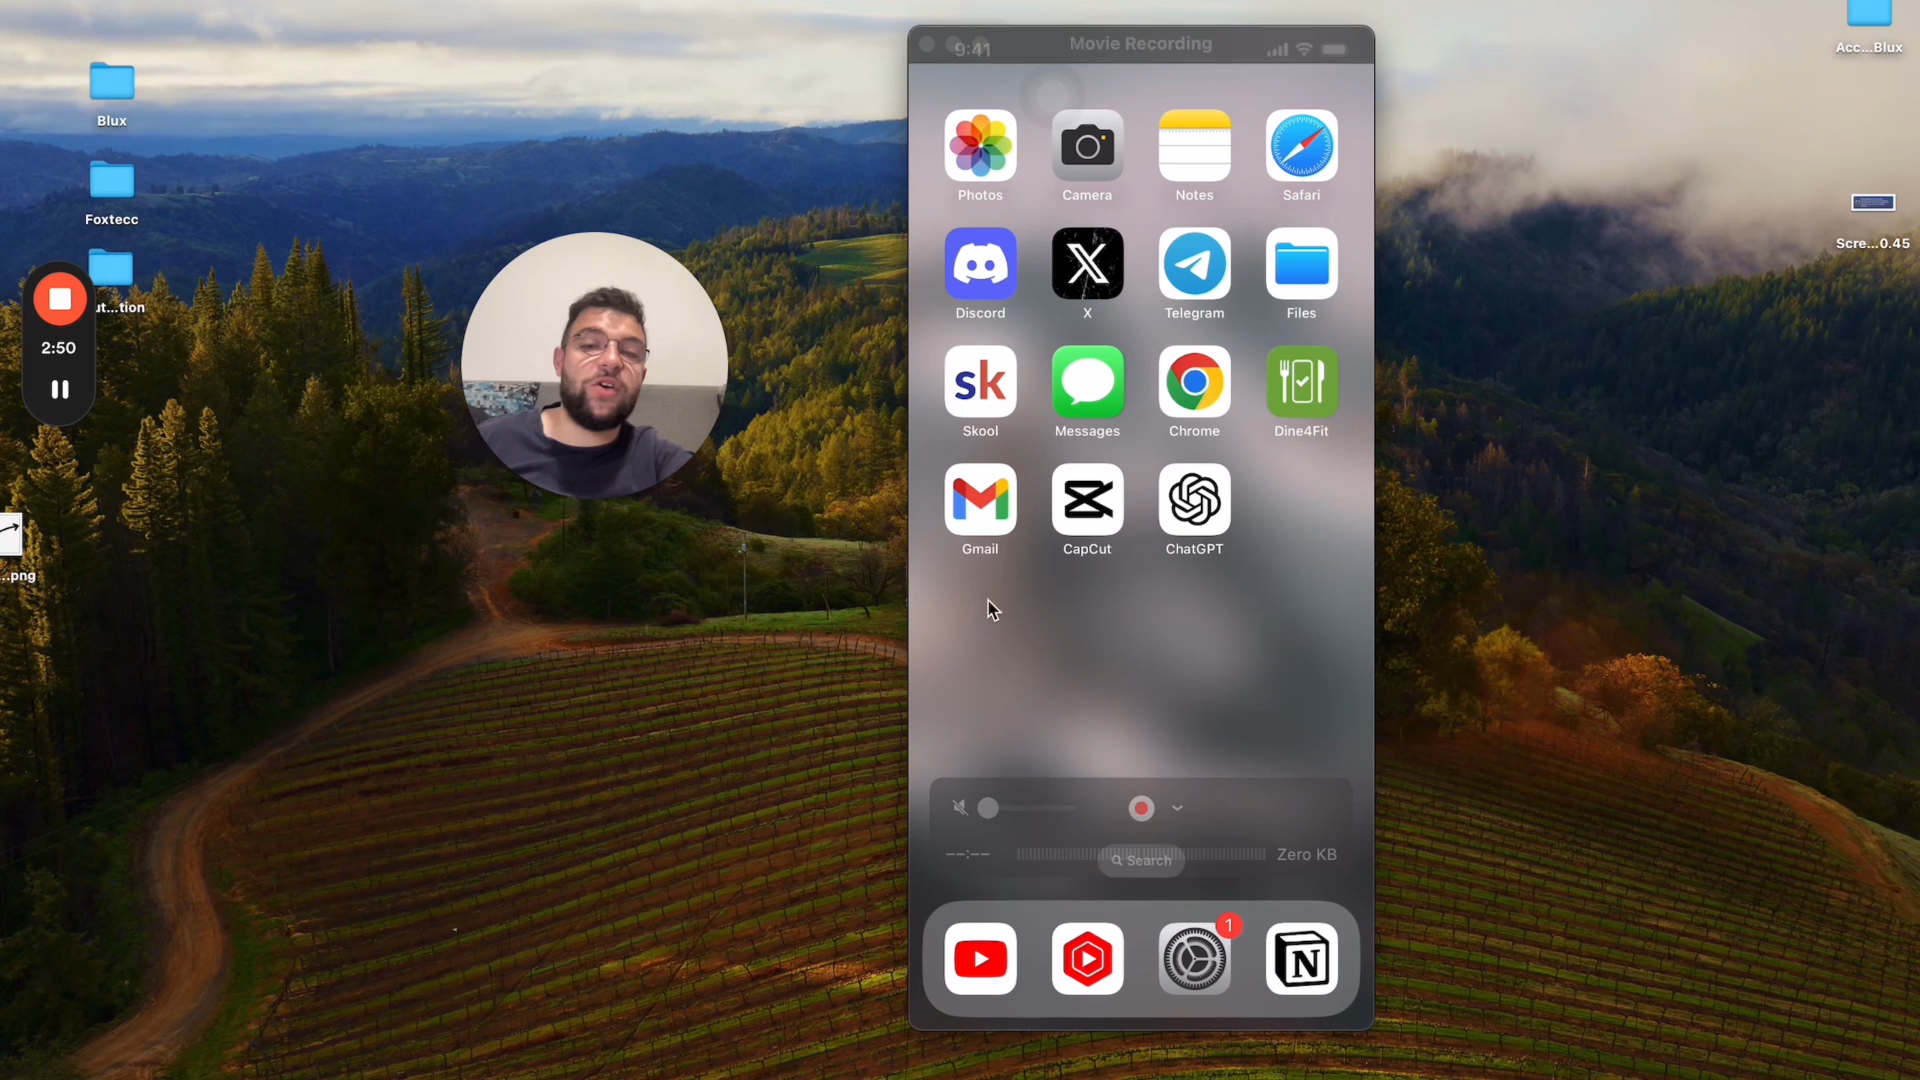 Acc...Blux
Movie Recording
9:41
Blux
Photos
Camera
Notes
Safari
Foxtecc
Scre...0.45
ut...tion
Discord
X
Telegram
Files
2:50
sk
Skool
Messages
Chrome
Dine4Fit
Gmail
CapCut
ChatGPT
...png
--:--
Search
Zero KB
1
N